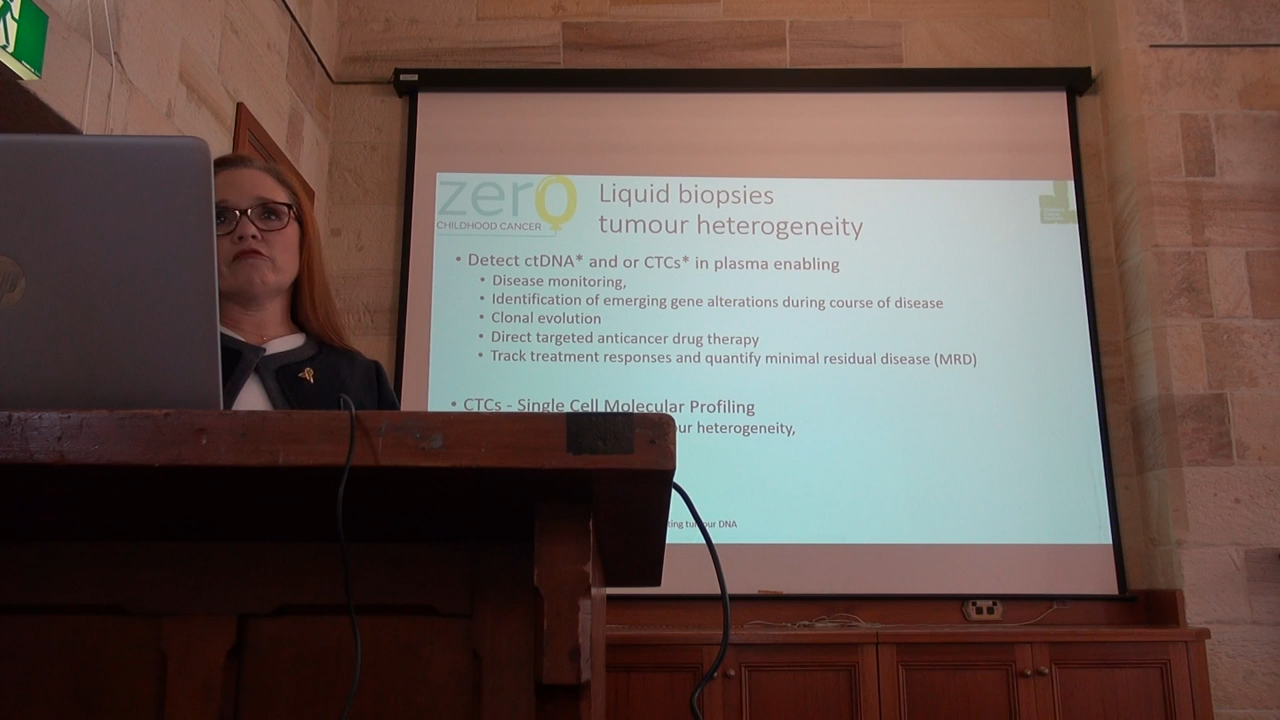 zero
CHILDHOOD CANCER
Liquid biopsies
tumour heterogeneity
• Detect ctDNA* and or CTCs* in plasma enabling
• Disease monitoring,
• Identification of emerging gene alterations during course of disease
• Clonal evolution
• Direct targeted anticancer drug therapy
• Track treatment responses and quantify minimal residual disease (MRD)
• CTCs - Single Cell Molecular Profiling
heterogeneity,
tumour DNA
hp